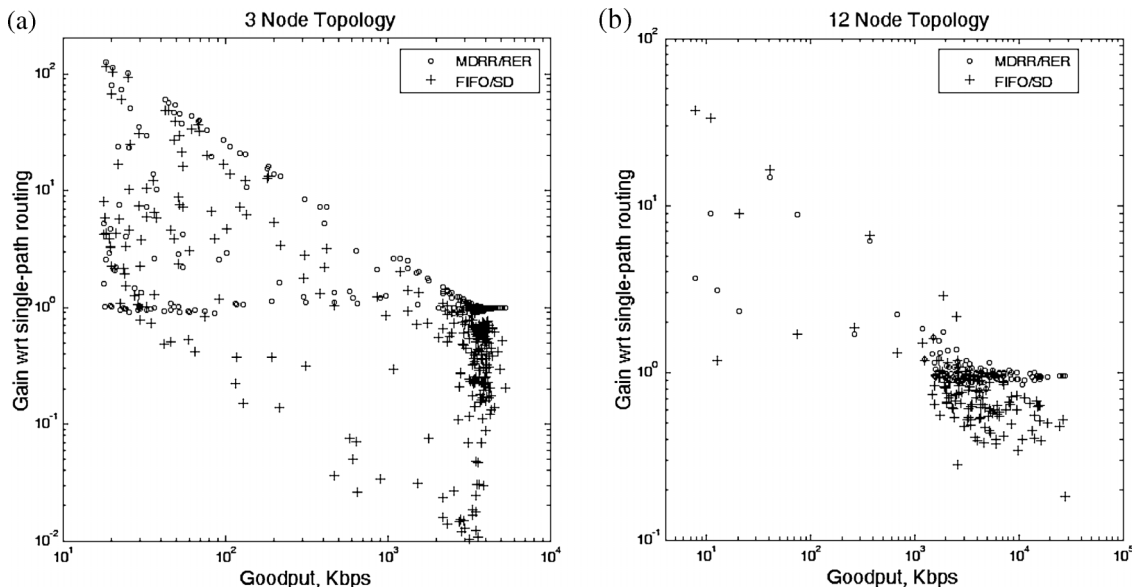 (a)
3 Node Topology
MDRR/RER
FIFO/SD
Gain wrt single-path routing
10^2
10^1
10^0
10^-1
10^-2
10^1
10^2
10^3
10^4
Goodput, Kbps
(b)
12 Node Topology
MDRR/RER
FIFO/SD
Gain wrt single-path routing
10^2
10^1
10^0
10^-1
10^1
10^2
10^3
10^4
10^5
Goodput, Kbps